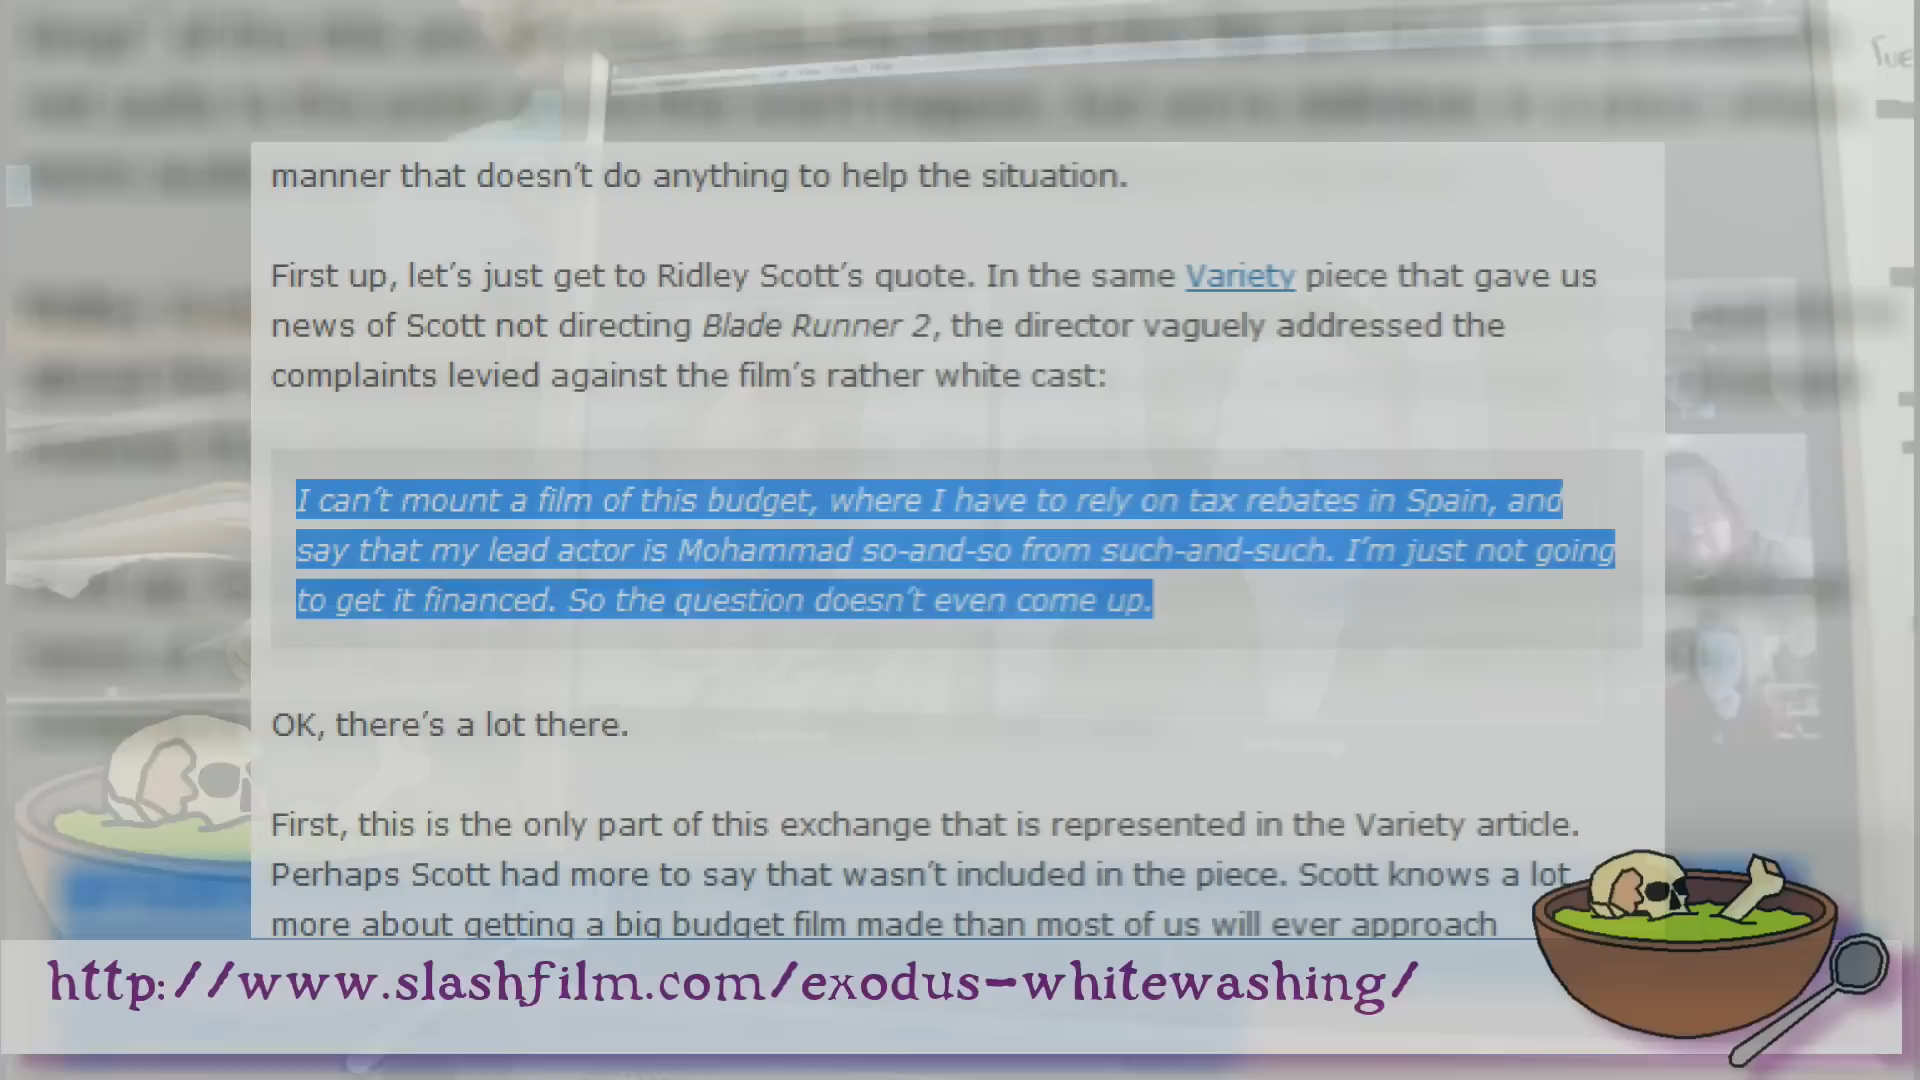 TUE
manner that doesn't do anything to help the situation.
First up, let's just get to Ridley Scott's quote. In the same Variety piece that gave us
news of Scott not directing Blade Runner 2, the director vaguely addressed the
complaints levied against the film's rather white cast:
I can't mount a film of this budget, where I have to rely on tax rebates in Spain, and
say that my lead actor is Mohammad so-and-so from such-and-such. I'm just not going
to get it financed. So the question doesn't even come up.
OK, there's a lot there.
First, this is the only part of this exchange that is represented in the Variety article.
Perhaps Scott had more to say that wasn't included in the piece. Scott knows a lot
more about getting a big budget film made than most of us will ever approach
http://www.slashfilm.com/exodus-whitewashing/